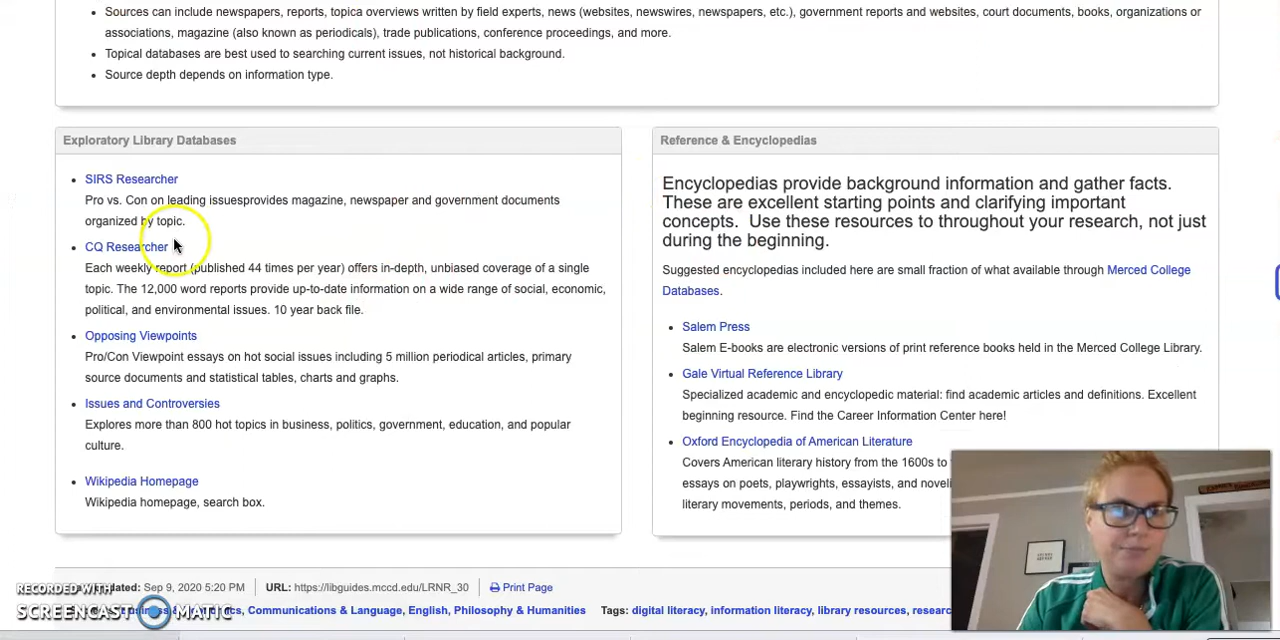 Sources can include newspapers, reports, topica overviews written by field experts, news (websites, newswires, newspapers, etc.), government reports and websites, court documents, books, organizations or
associations, magazine (also known as periodicals), trade publications, conference proceedings, and more.
Topical databases are best used to searching current issues, not historical background.
Source depth depends on information type.
Exploratory Library Databases
SIRS Researcher
Pro vs. Con on leading issuesprovides magazine, newspaper and government documents
organized by topic.
CQ Researcher
Each weekly report (published 44 times per year) offers in-depth, unbiased coverage of a single
topic. The 12,000 word reports provide up-to-date information on a wide range of social, economic,
political, and environmental issues. 10 year back file.
Opposing Viewpoints
Pro/Con Viewpoint essays on hot social issues including 5 million periodical articles, primary
source documents and statistical tables, charts and graphs.
Issues and Controversies
Explores more than 800 hot topics in business, politics, government, education, and popular
culture.
Wikipedia Homepage
Wikipedia homepage, search box.
Reference & Encyclopedias
Encyclopedias provide background information and gather facts.
These are excellent starting points and clarifying important
concepts. Use these resources to throughout your research, not just
during the beginning.
Suggested encyclopedias included here are small fraction of what available through Merced College
Databases.
Salem Press
Salem E-books are electronic versions of print reference books held in the Merced College Library.
Gale Virtual Reference Library
Specialized academic and encyclopedic material: find academic articles and definitions. Excellent
beginning resource. Find the Career Information Center here!
Oxford Encyclopedia of American Literature
Covers American literary history from the 1600s to
essays on poets, playwrights, essayists, and
literary movements, periods, and themes.
Sep 9, 2020 5:20 PM URL: https://libguides.mccd.edu/LRNR_30 Print Page
Communications & Language, English, Philosophy & Humanities Tags: digital literacy, information literacy, library resources,
RECORDED WITH
SCREENCAST MATIC